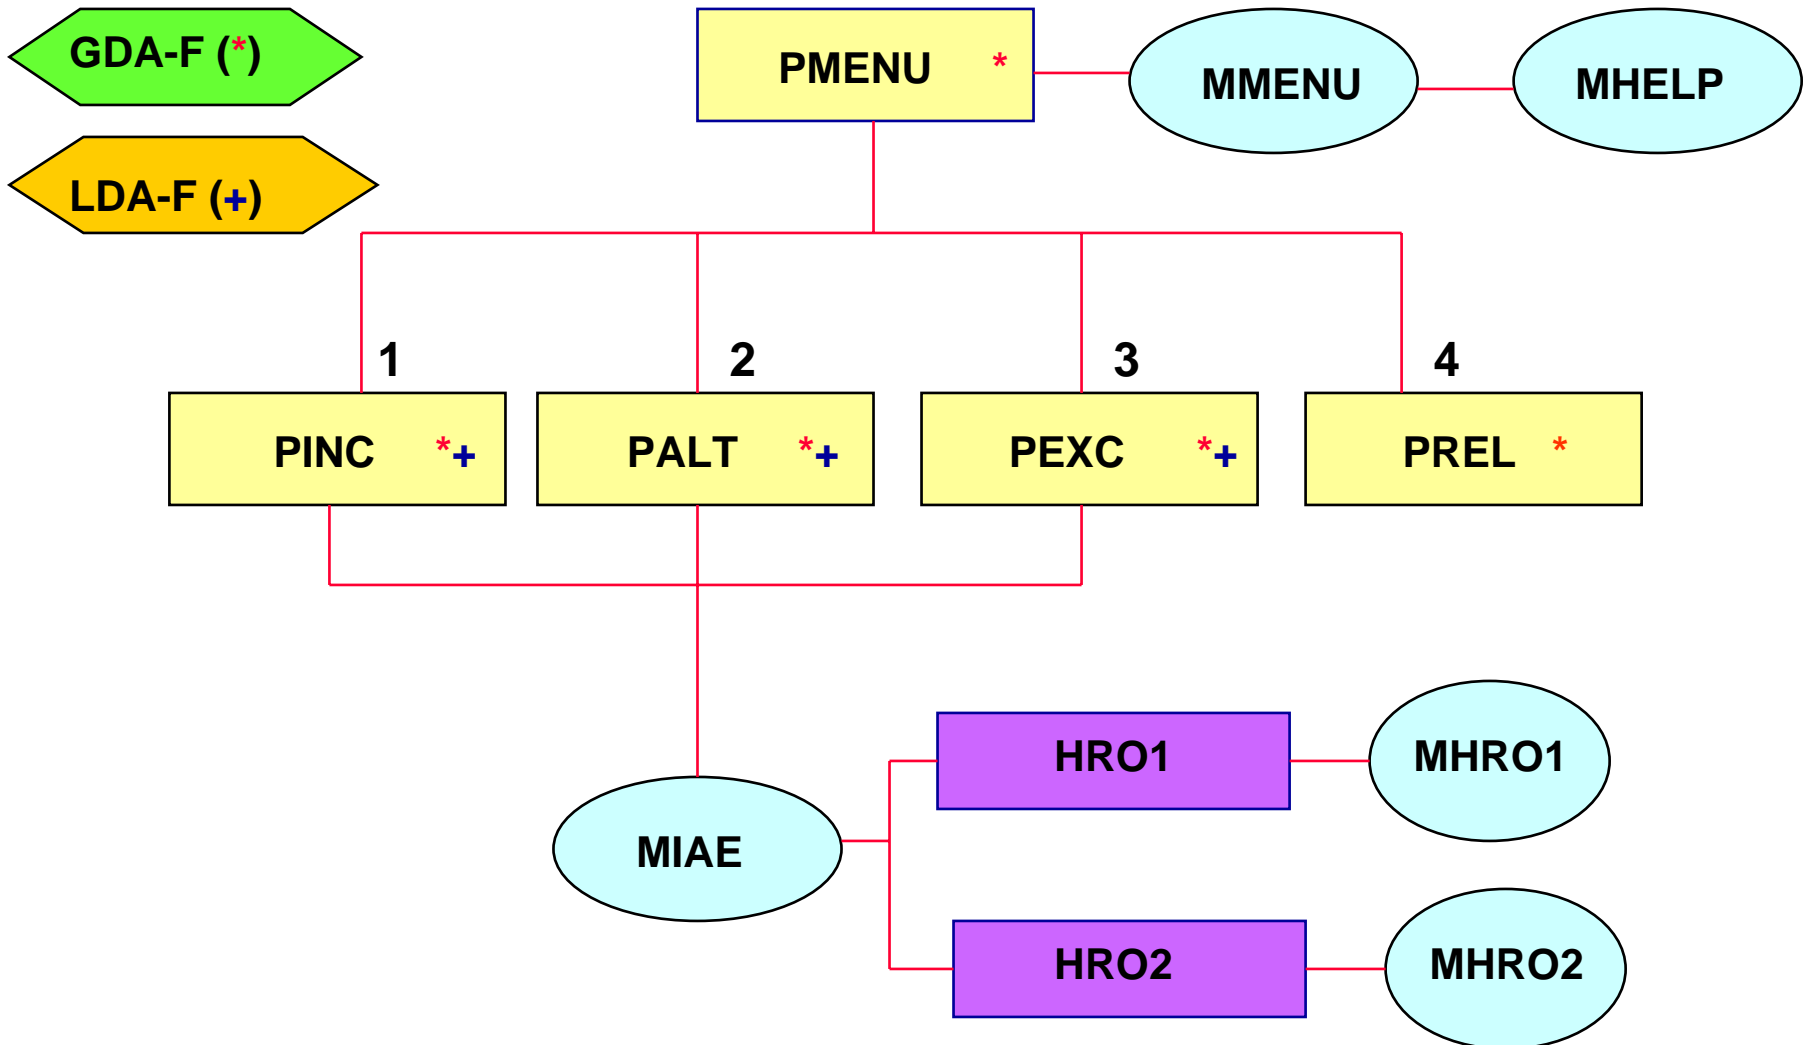 GDA-F (*)
PMENU *
MMENU
MHELP
LDA-F (+)
1
2
3
4
PINC *+
PALT *+
PEXC *+
PREL *
HRO1
MHRO1
MIAE
HRO2
MHRO2